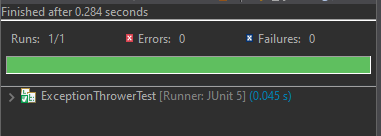 Finished after 0.284 seconds
Runs: 1/1 Errors: 0 Failures: 0
ExceptionThrowerTest [Runner: JUnit 5] (0.045 s)